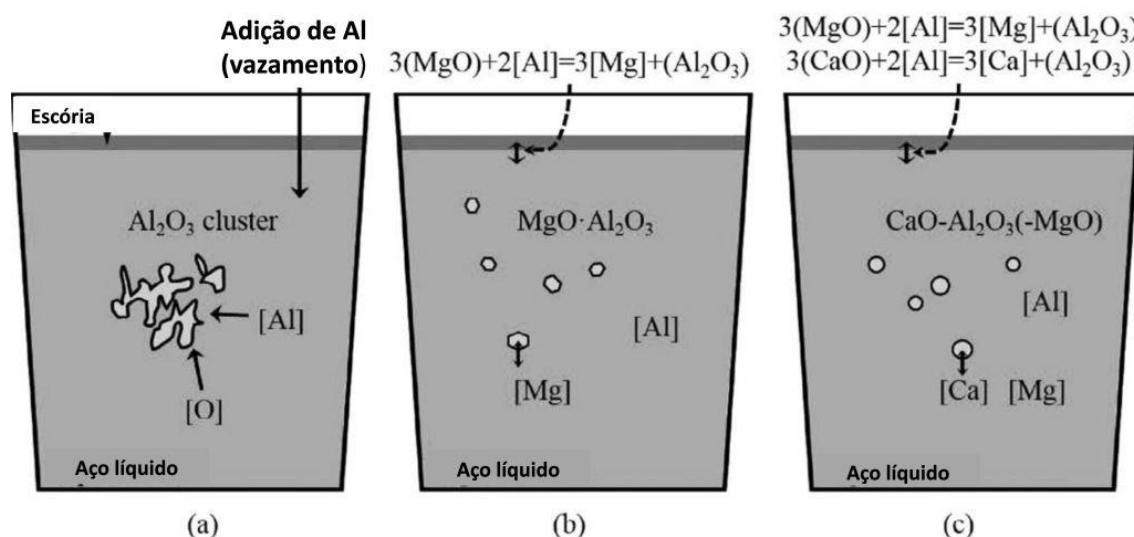 Adição de Al
(vazamento)
Escória
Al₂O₃ cluster
[Al]
[O]
Aço líquido
(a)
3(MgO)+2[Al]=3[Mg]+(Al₂O₃)
MgO·Al₂O₃
[Al]
[Mg]
Aço líquido
(b)
3(MgO)+2[Al]=3[Mg]+(Al₂O₃)
3(CaO)+2[Al]=3[Ca]+(Al₂O₃)
CaO-Al₂O₃(-MgO)
[Al]
[Ca] [Mg]
Aço líquido
(c)